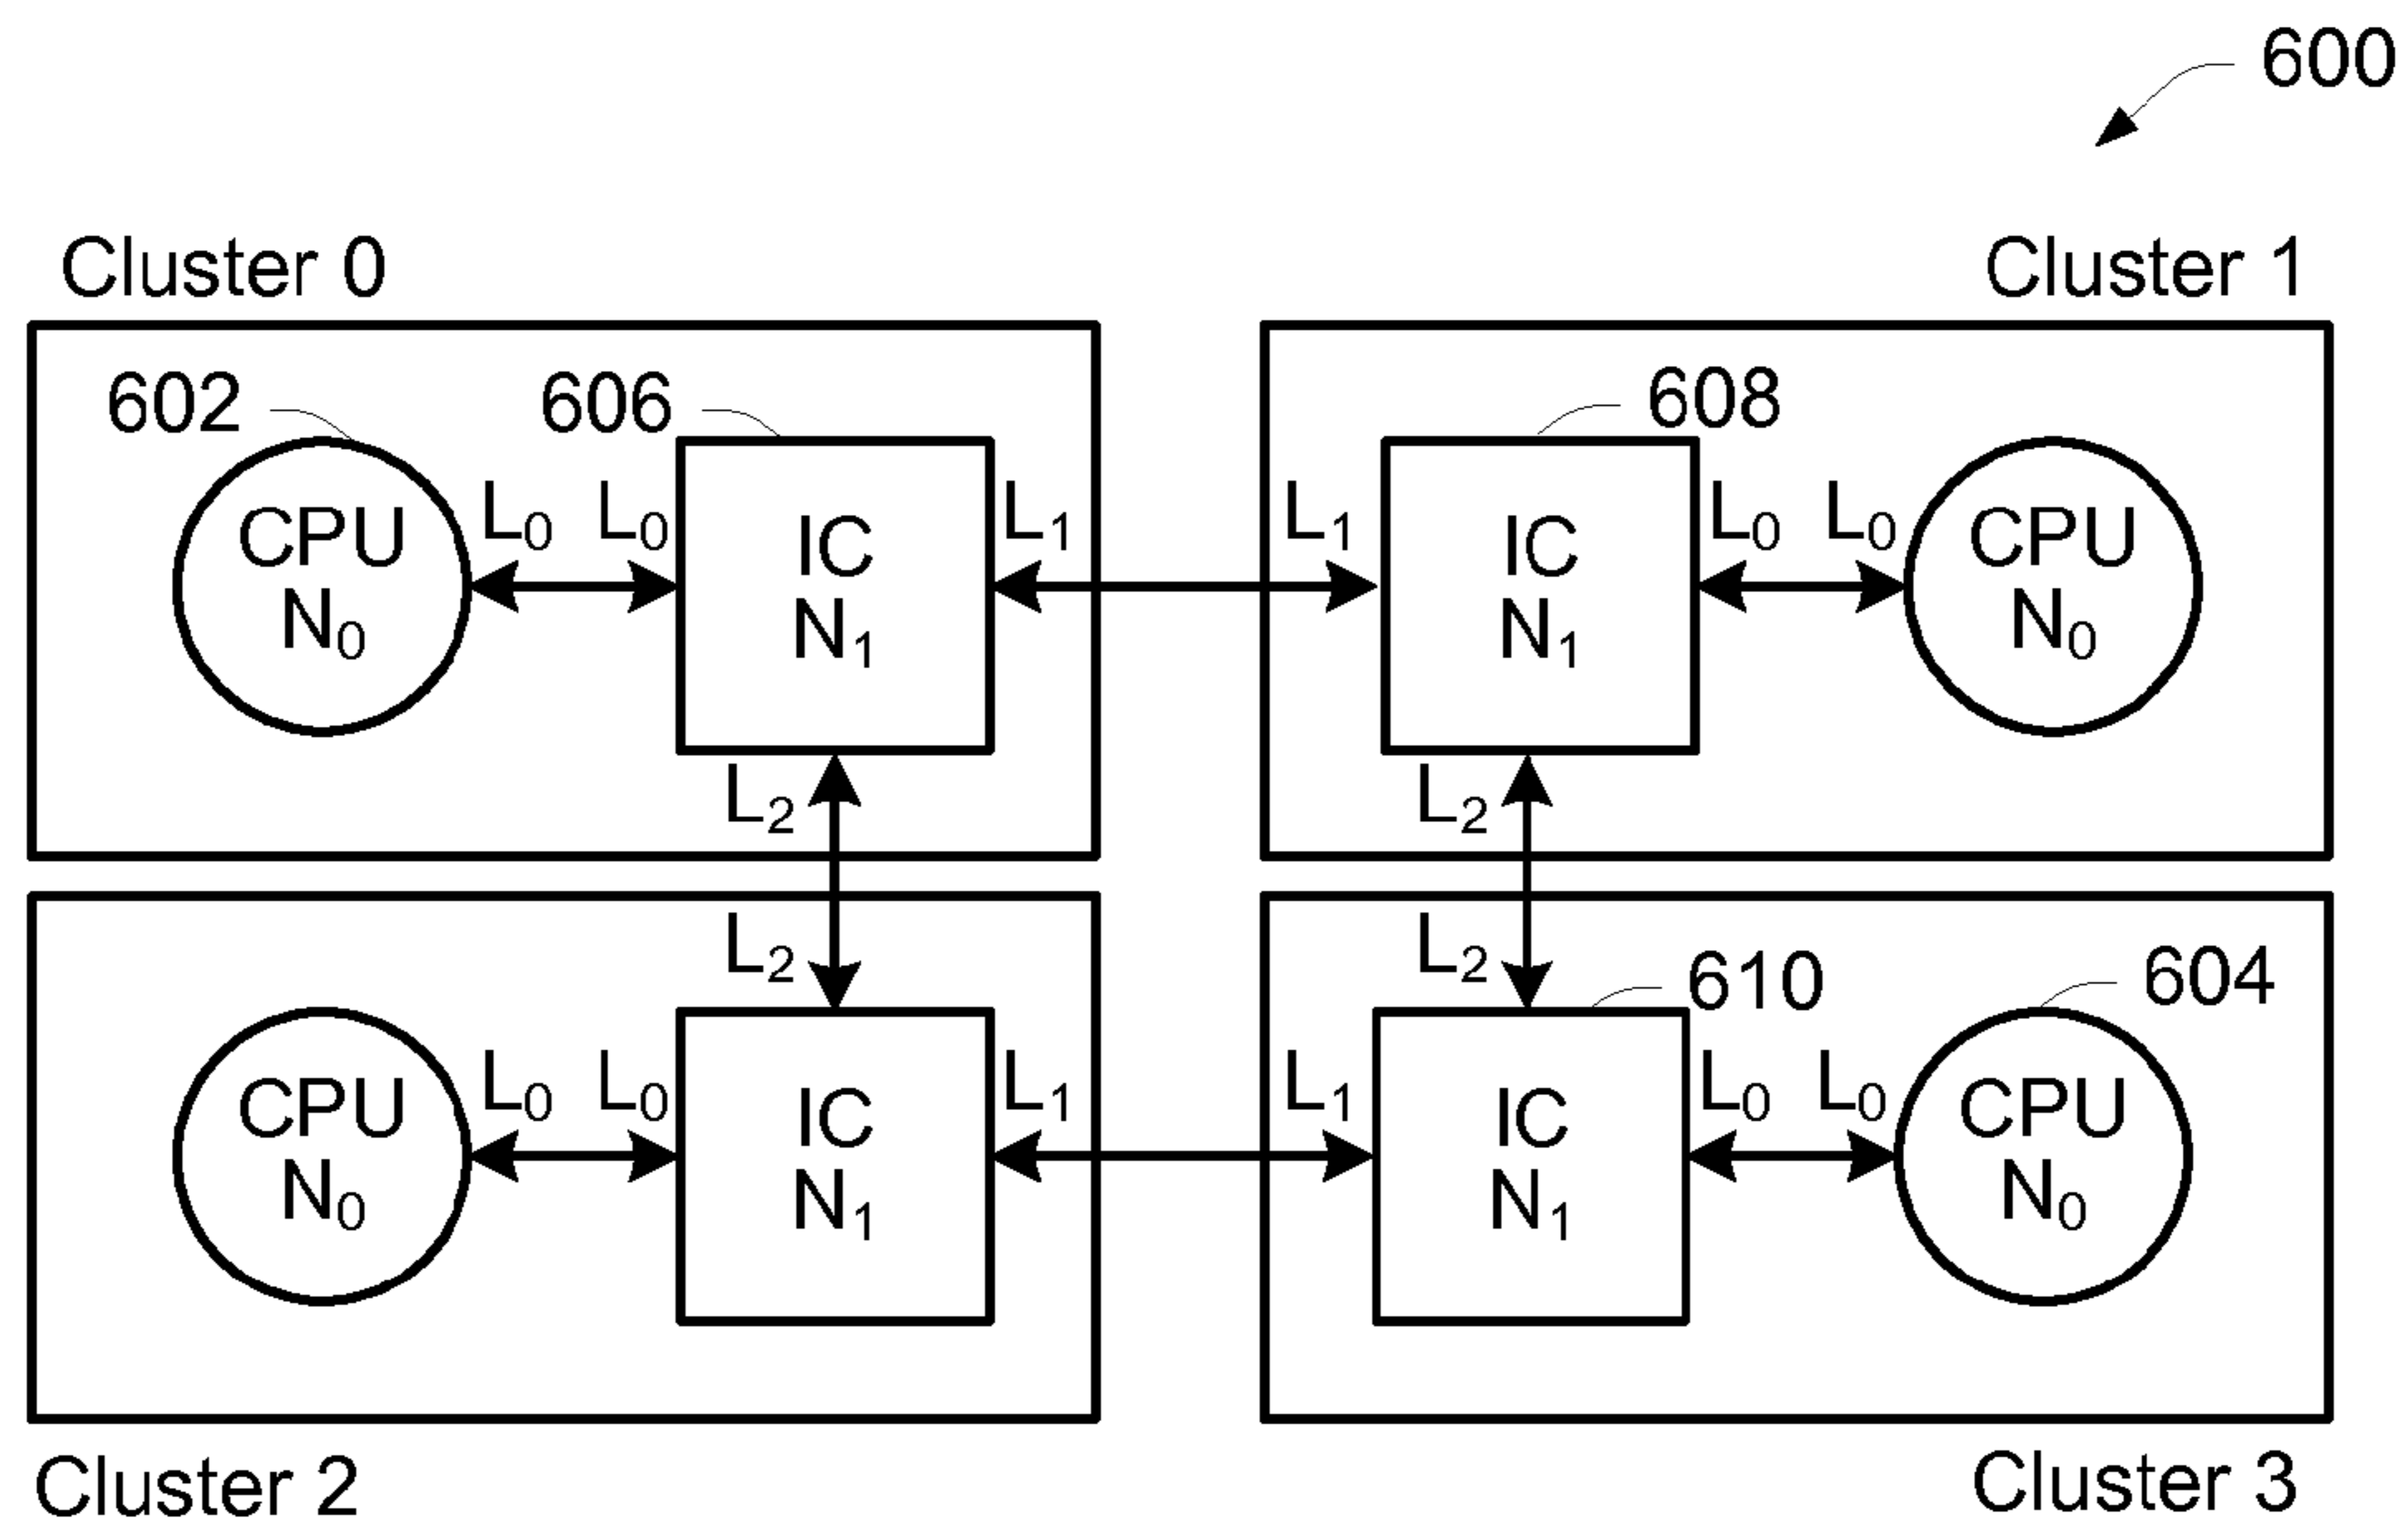 600
Cluster 0
Cluster 1
602
606
608
CPU
N₀
L₀
L₀
IC
N₁
L₁
L₁
IC
N₁
L₀
L₀
CPU
N₀
L₂
L₂
L₂
L₂
610
604
CPU
N₀
L₀
L₀
IC
N₁
L₁
L₁
IC
N₁
L₀
L₀
CPU
N₀
Cluster 2
Cluster 3